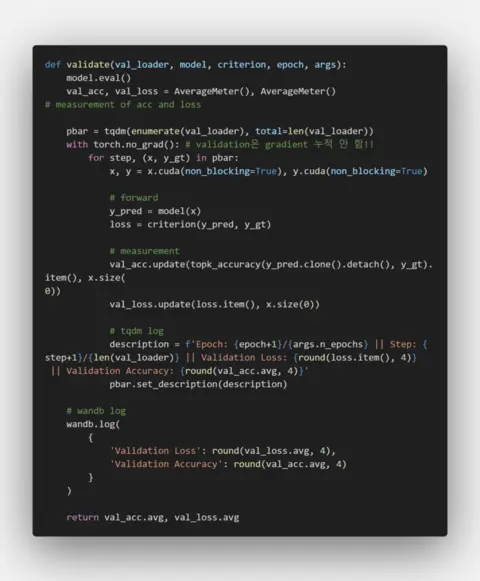 def validate(val_loader, model, criterion, epoch, args):
    model.eval()
    val_acc, val_loss = AverageMeter(), AverageMeter()
# measurement of acc and loss
    pbar = tqdm(enumerate(val_loader), total=len(val_loader))
    with torch.no_grad(): # validation은 gradient 누적 안 함!!
        for step, (x, y_gt) in pbar:
            x, y = x.cuda(non_blocking=True), y.cuda(non_blocking=True)
            # forward
            y_pred = model(x)
            loss = criterion(y_pred, y_gt)
            # measurement
            val_acc.update(topk_accuracy(y_pred.clone().detach(), y_gt).
item(), x.size(
0))
            val_loss.update(loss.item(), x.size(0))
            # tqdm log
            description = f'Epoch: {epoch+1}/{args.n_epochs} || Step: {
step+1}/{len(val_loader)} || Validation Loss: {round(loss.item(), 4)}
 || Validation Accuracy: {round(val_acc.avg, 4)}'
            pbar.set_description(description)
    # wandb log
    wandb.log(
        {
            'Validation Loss': round(val_loss.avg, 4),
            'Validation Accuracy': round(val_acc.avg, 4)
        }
    )
    return val_acc.avg, val_loss.avg